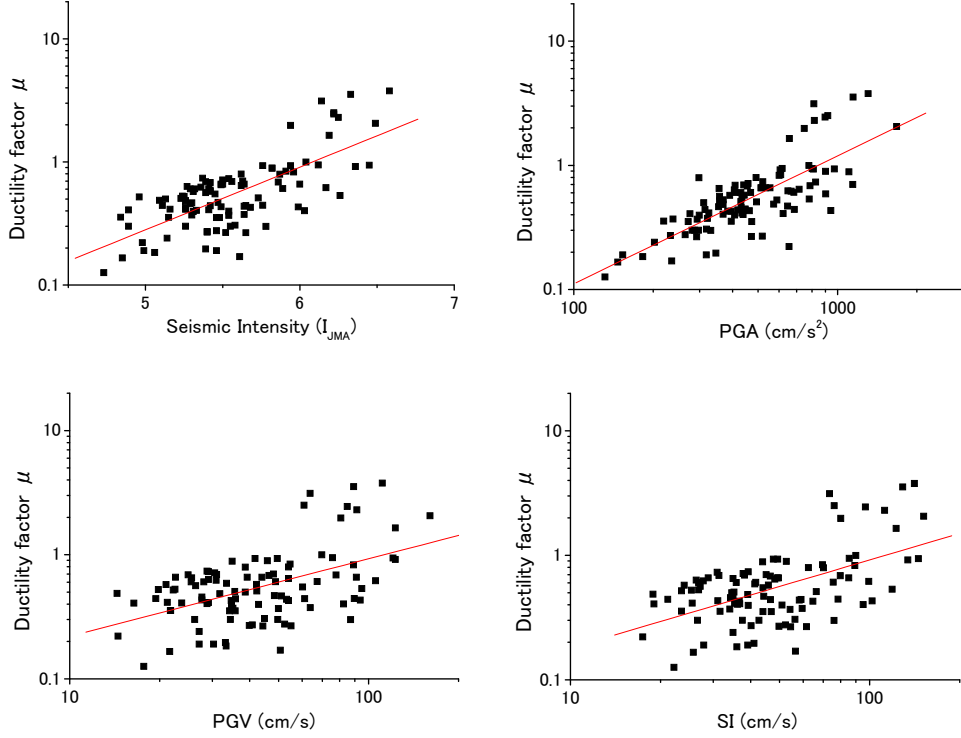 Ductility factor μ
10
1
0.1
5
6
7
Seismic Intensity (I_JMA)
Ductility factor μ
10
1
0.1
100
1000
PGA (cm/s²)
Ductility factor μ
10
1
0.1
10
100
PGV (cm/s)
Ductility factor μ
10
1
0.1
10
100
SI (cm/s)